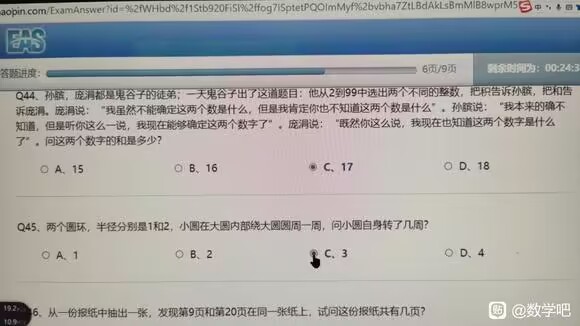 aopin.com/ExamAnswer?id=%2fWHbd%2f1Stb920FiSI%2ffog7ISptetPQOImMyf%2bvbha7ZtLBdAkLsBmMlB8wprM5
中
EAS
答题进度: 6页/9页 剩余时间为: 00:24:3
Q44、孙膑，庞涓都是鬼谷子的徒弟；一天鬼谷子出了这道题目：他从2到99中选出两个不同的整数，把积告诉孙膑，把和告
诉庞涓。庞涓说：“我虽然不能确定这两个数是什么，但是我肯定你也不知道这两个数是什么”。孙膑说：“我本来的确不
知道，但是听你这么一说，我现在能够确定这两个数字了”。庞涓说：“既然你这么说，我现在也知道这两个数字是什么
了”。问这两个数字的和是多少？
A、15 B、16 C、17 D、18
Q45、两个圆环，半径分别是1和2，小圆在大圆内部绕大圆圆周一周，问小圆自身转了几周？
A、1 B、2 C、3 D、4
6、从一份报纸中抽出一张，发现第9页和第20页在同一张纸上，试问这份报纸共有几页？
19.2
10.9
贴 @数学吧